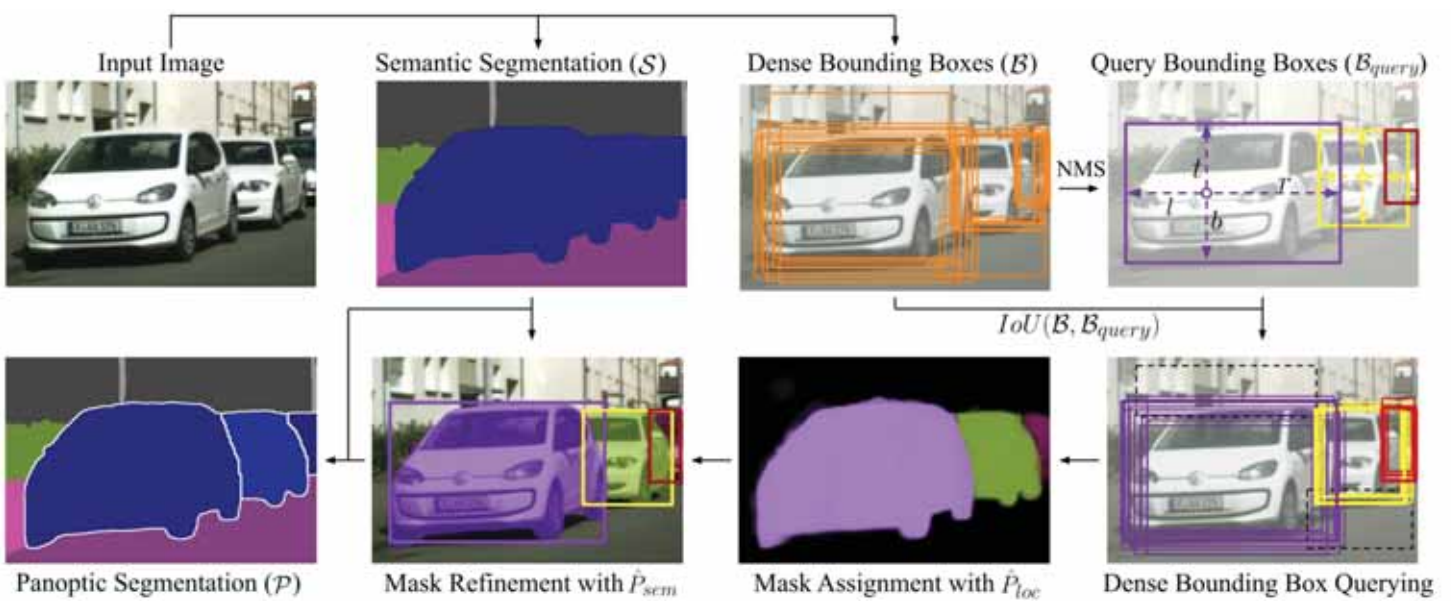 Input Image
Semantic Segmentation (𝒮)
Dense Bounding Boxes (ℬ)
Query Bounding Boxes (ℬ_query)
NMS
t
r
l
b
IoU(ℬ, ℬ_query)
Panoptic Segmentation (𝒫)
Mask Refinement with P̂_sem
Mask Assignment with P̂_loc
Dense Bounding Box Querying